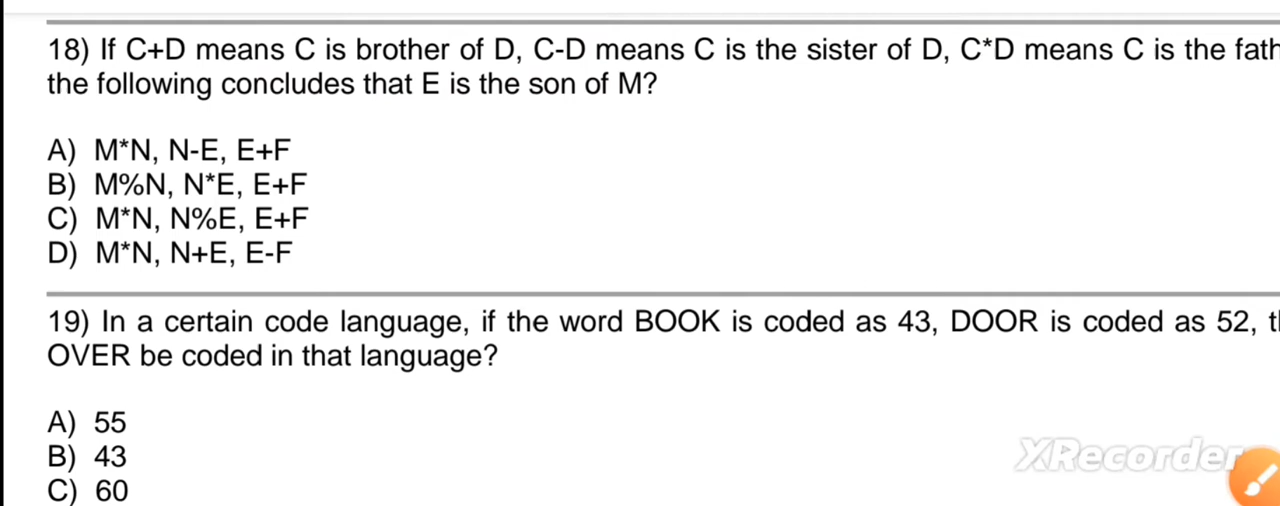 18) If C+D means C is brother of D, C-D means C is the sister of D, C*D means C is the
the following concludes that E is the son of M?
A) M*N, N-E, E+F
B) M%N, N*E, E+F
C) M*N, N%E, E+F
D) M*N, N+E, E-F
19) In a certain code language, if the word BOOK is coded as 43, DOOR is coded as 52,
OVER be coded in that language?
A) 55
B) 43
C) 60
XRecorder